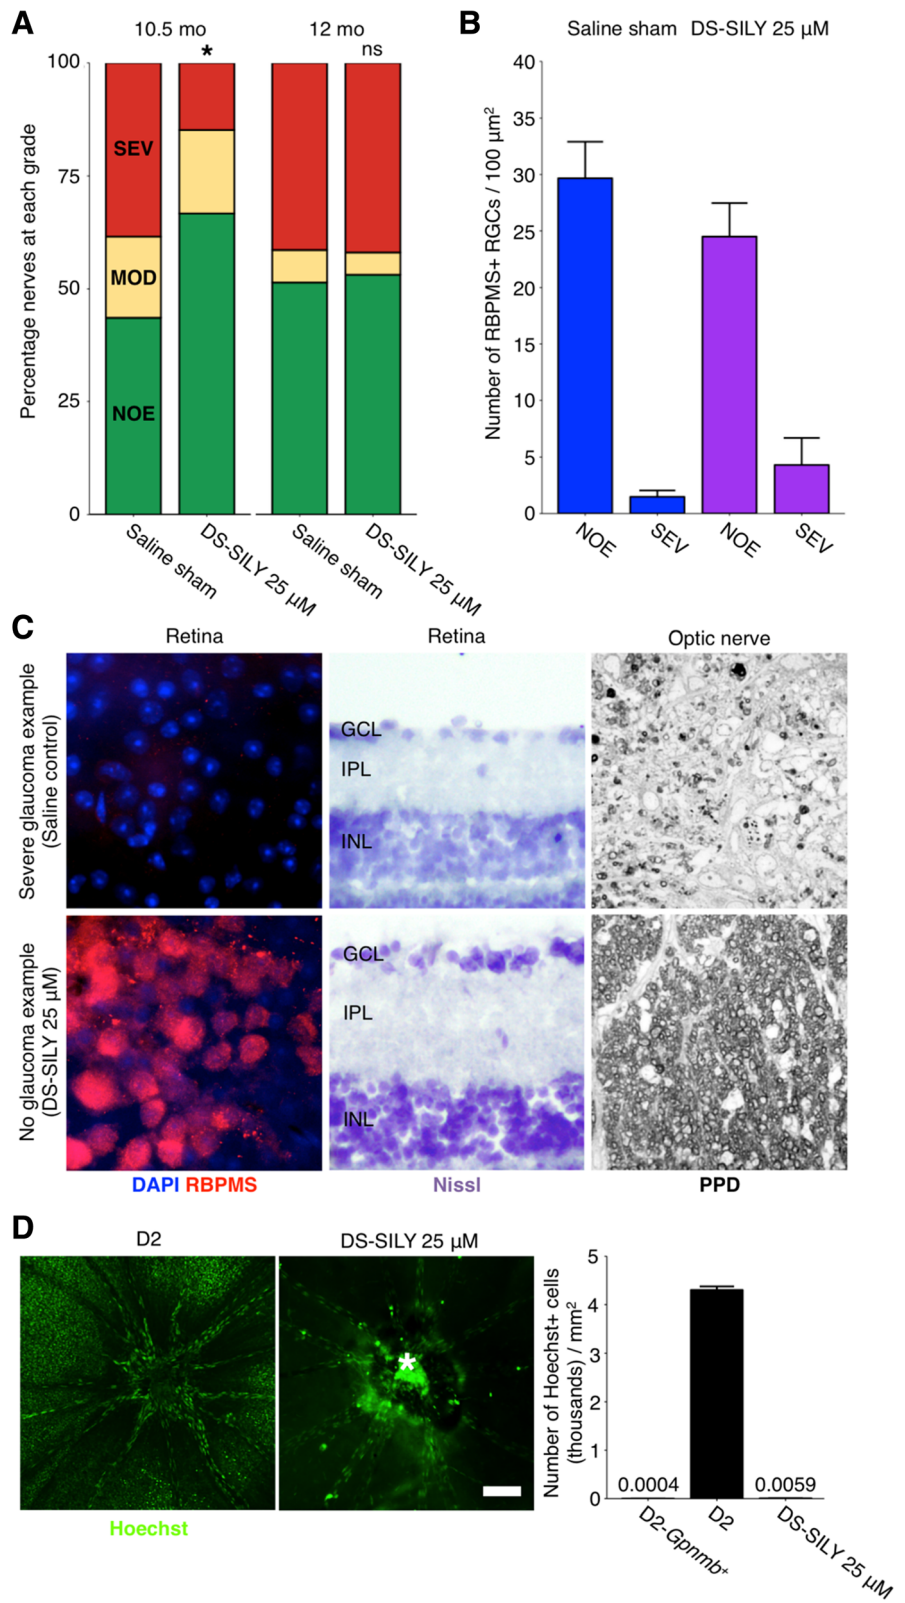 A
10.5 mo
12 mo
*
ns
Percentage nerves at each grade
100
75
50
25
0
SEV
MOD
NOE
Saline sham
DS-SILY 25 µM
Saline sham
DS-SILY 25 µM
B
Saline sham DS-SILY 25 µM
Number of RBPMS+ RGCs / 100 µm²
40
35
30
25
20
15
10
5
0
NOE
SEV
NOE
SEV
C
Retina
Retina
Optic nerve
Severe glaucoma example
(Saline control)
GCL
IPL
INL
No glaucoma example
(DS-SILY 25 µM)
GCL
IPL
INL
DAPI RBPMS
Nissl
PPD
D
D2
DS-SILY 25 µM
*
Hoechst
Number of Hoechst+ cells
(thousands) / mm²
5
4
3
2
1
0
0.0004
0.0059
D2-Gpnmb⁺
D2
DS-SILY 25 µM